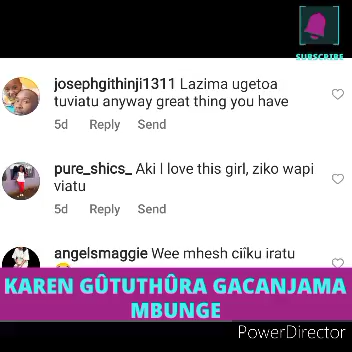 SUBSCRIBE
josephgithinji1311 Lazima ugetoa
tuviatu anyway great thing you have
5d Reply Send
pure_shics_ Aki I love this girl, ziko wapi
viatu
5d Reply Send
angelsmaggie Wee mhesh ciĩku iratu
KAREN GŨTUTHŨRA GACANJAMA
MBUNGE
PowerDirector